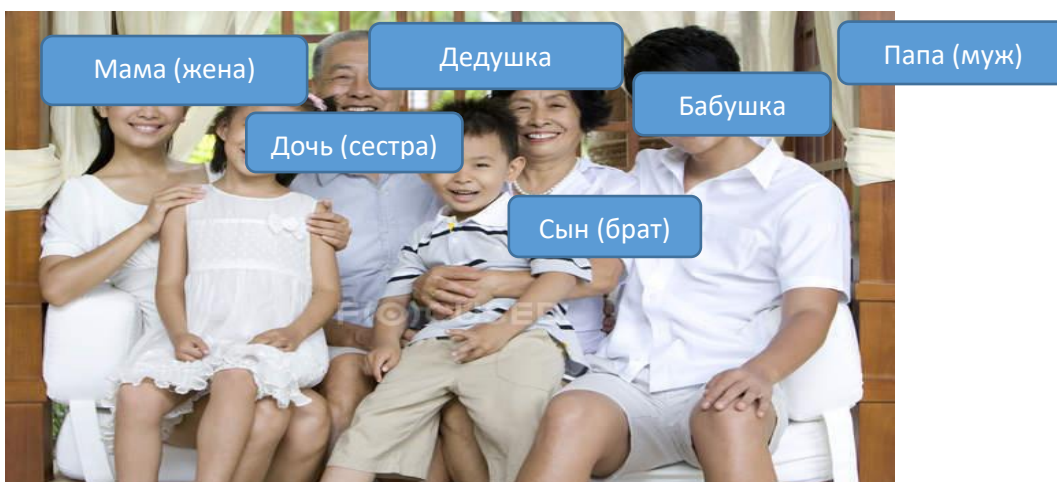 Мама (жена)
Дедушка
Папа (муж)
Бабушка
Дочь (сестра)
Сын (брат)